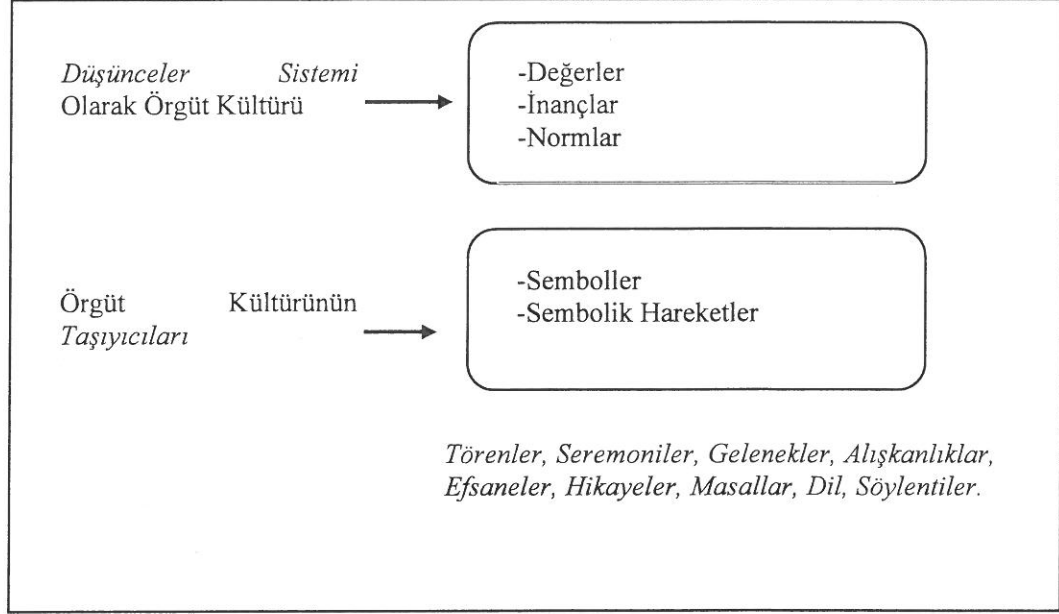 Düşünceler Sistemi
Olarak Örgüt Kültürü
-Değerler
-İnançlar
-Normlar
Örgüt Kültürünün
Taşıyıcıları
-Semboller
-Sembolik Hareketler
Törenler, Seremoniler, Gelenekler, Alışkanlıklar,
Efsaneler, Hikayeler, Masallar, Dil, Söylentiler.